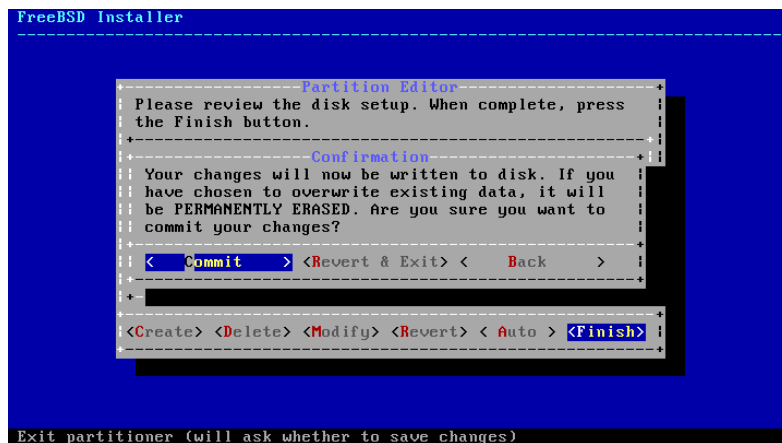 FreeBSD Installer
Partition Editor
Please review the disk setup. When complete, press
the Finish button.
Confirmation
Your changes will now be written to disk. If you
have chosen to overwrite existing data, it will
be PERMANENTLY ERASED. Are you sure you want to
commit your changes?
< Commit > <Revert & Exit> < Back >
<Create> <Delete> <Modify> <Revert> < Auto > <Finish>
Exit partitioner (will ask whether to save changes)